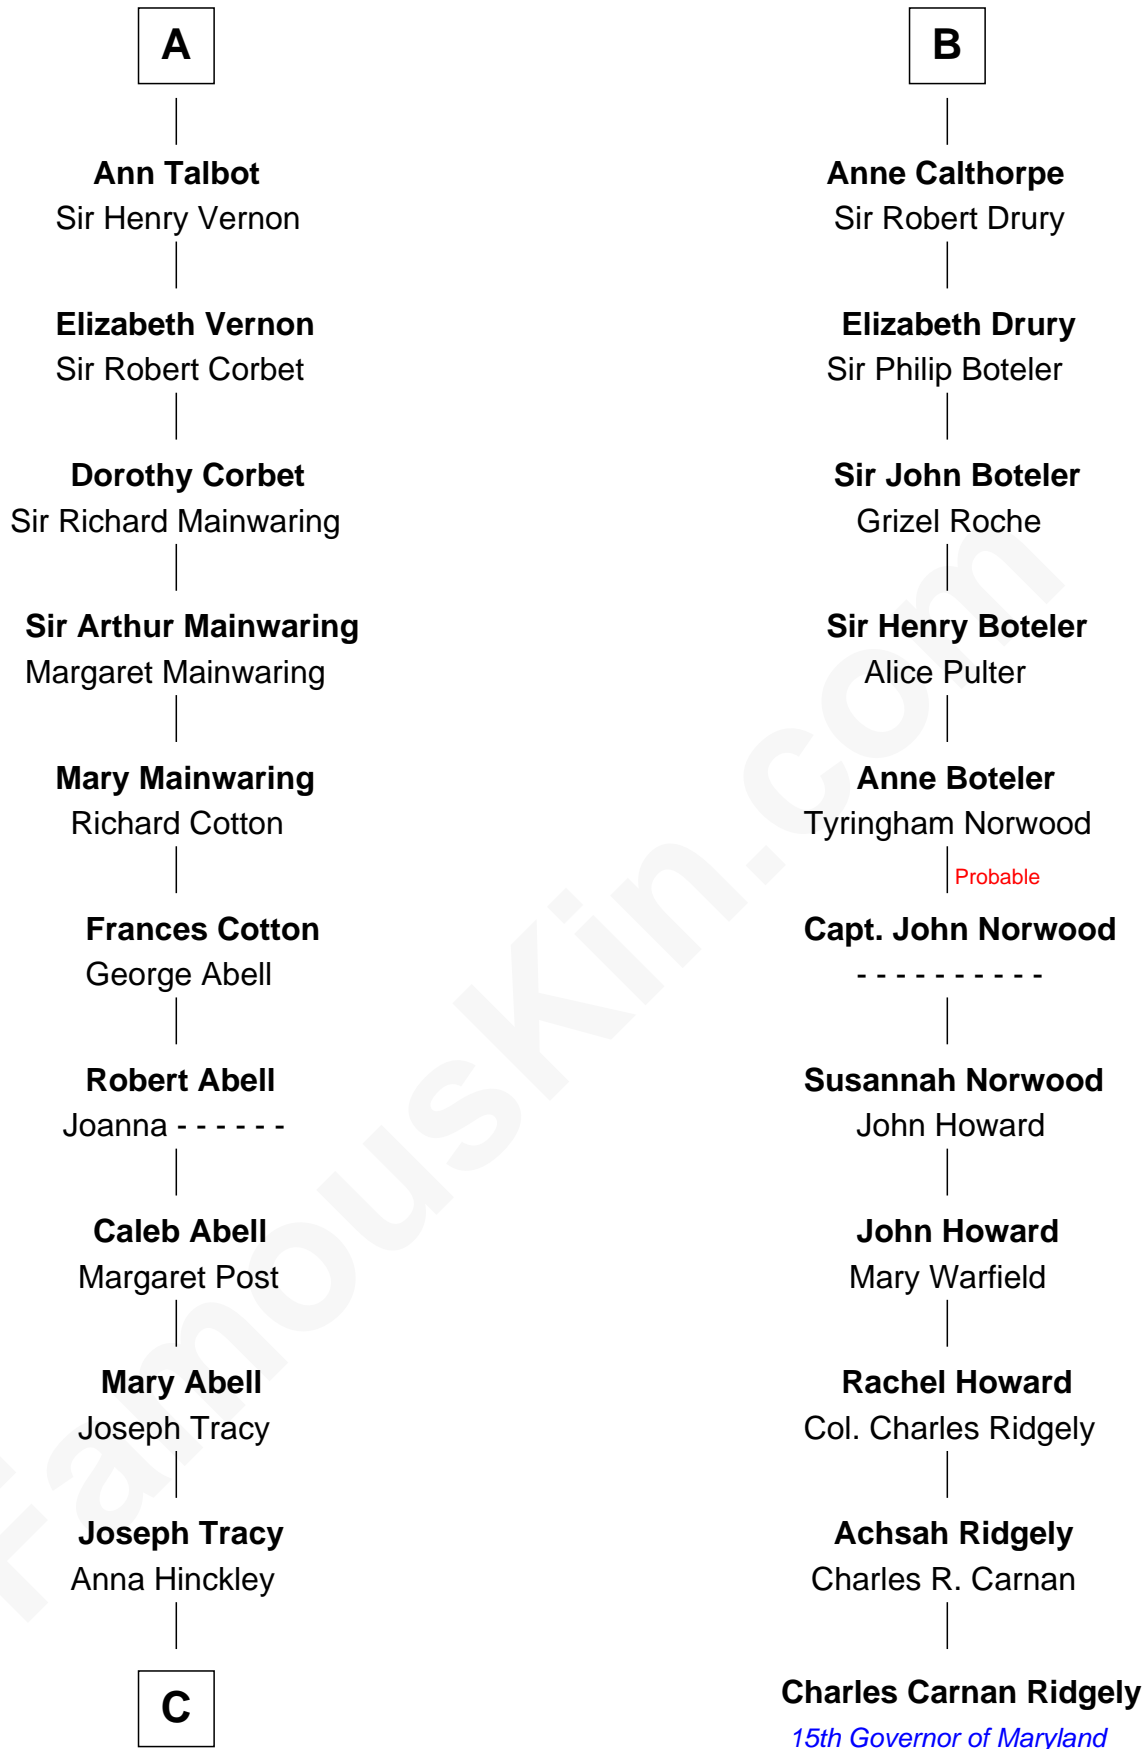 A
Ann Talbot
Sir Henry Vernon
Elizabeth Vernon
Sir Robert Corbet
Dorothy Corbet
Sir Richard Mainwaring
Sir Arthur Mainwaring
Margaret Mainwaring
Mary Mainwaring
Richard Cotton
Frances Cotton
George Abell
Robert Abell
Joanna - - - - - -
Caleb Abell
Margaret Post
Mary Abell
Joseph Tracy
Joseph Tracy
Anna Hinckley
C
B
Anne Calthorpe
Sir Robert Drury
Elizabeth Drury
Sir Philip Boteler
Sir John Boteler
Grizel Roche
Sir Henry Boteler
Alice Pulter
Anne Boteler
Tyringham Norwood
Probable
Capt. John Norwood
- - - - - - - - - -
Susannah Norwood
John Howard
John Howard
Mary Warfield
Rachel Howard
Col. Charles Ridgely
Achsah Ridgely
Charles R. Carnan
Charles Carnan Ridgely
15th Governor of Maryland
FamousKin.com